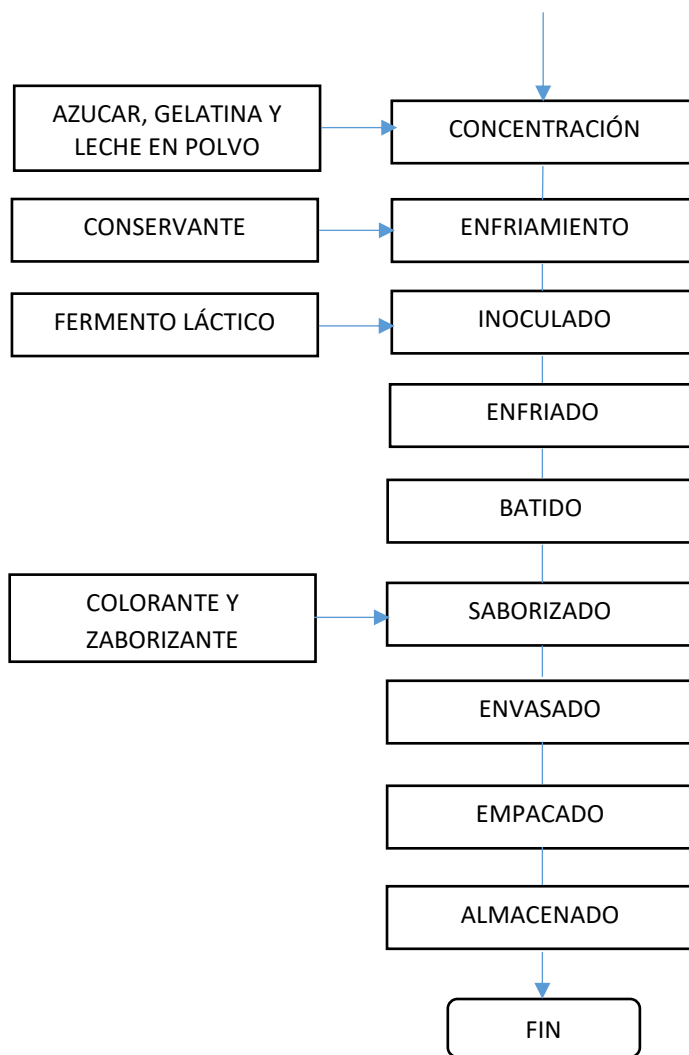 AZUCAR, GELATINA Y
LECHE EN POLVO
CONCENTRACIÓN
CONSERVANTE
ENFRIAMIENTO
FERMENTO LÁCTICO
INOCULADO
ENFRIADO
BATIDO
COLORANTE Y
ZABORIZANTE
SABORIZADO
ENVASADO
EMPACADO
ALMACENADO
FIN